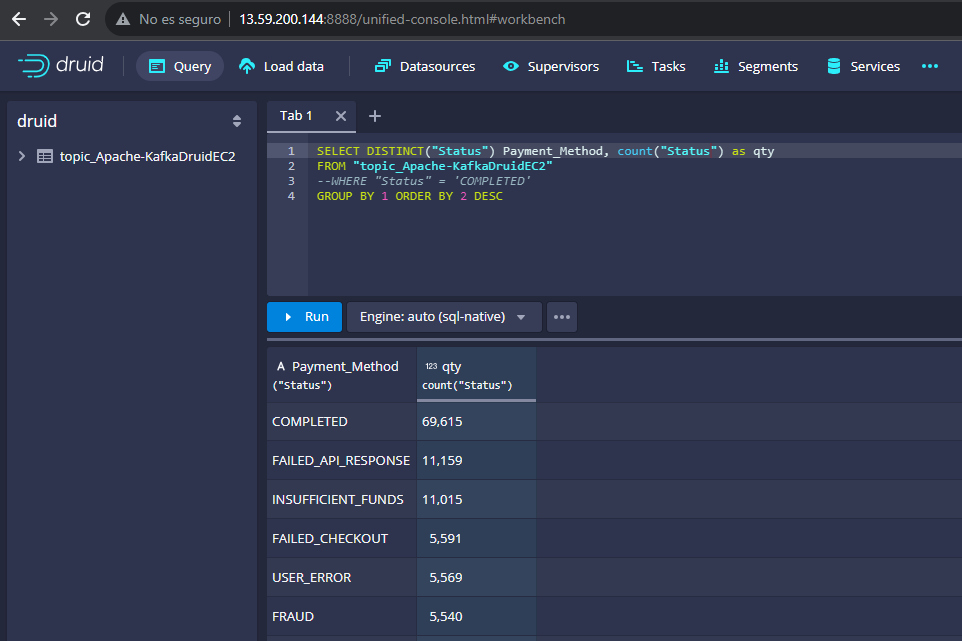 No es seguro 13.59.200.144:8888/unified-console.html#workbench
druid Query Load data Datasources Supervisors Tasks Segments Services
druid
topic_Apache-KafkaDruidEC2
Tab 1
1 SELECT DISTINCT("Status") Payment_Method, count("Status") as qty
2 FROM "topic_Apache-KafkaDruidEC2"
3 --WHERE "Status" = 'COMPLETED'
4 GROUP BY 1 ORDER BY 2 DESC
Run Engine: auto (sql-native)
A Payment_Method 123 qty
("Status") count("Status")
COMPLETED 69,615
FAILED_API_RESPONSE 11,159
INSUFFICIENT_FUNDS 11,015
FAILED_CHECKOUT 5,591
USER_ERROR 5,569
FRAUD 5,540